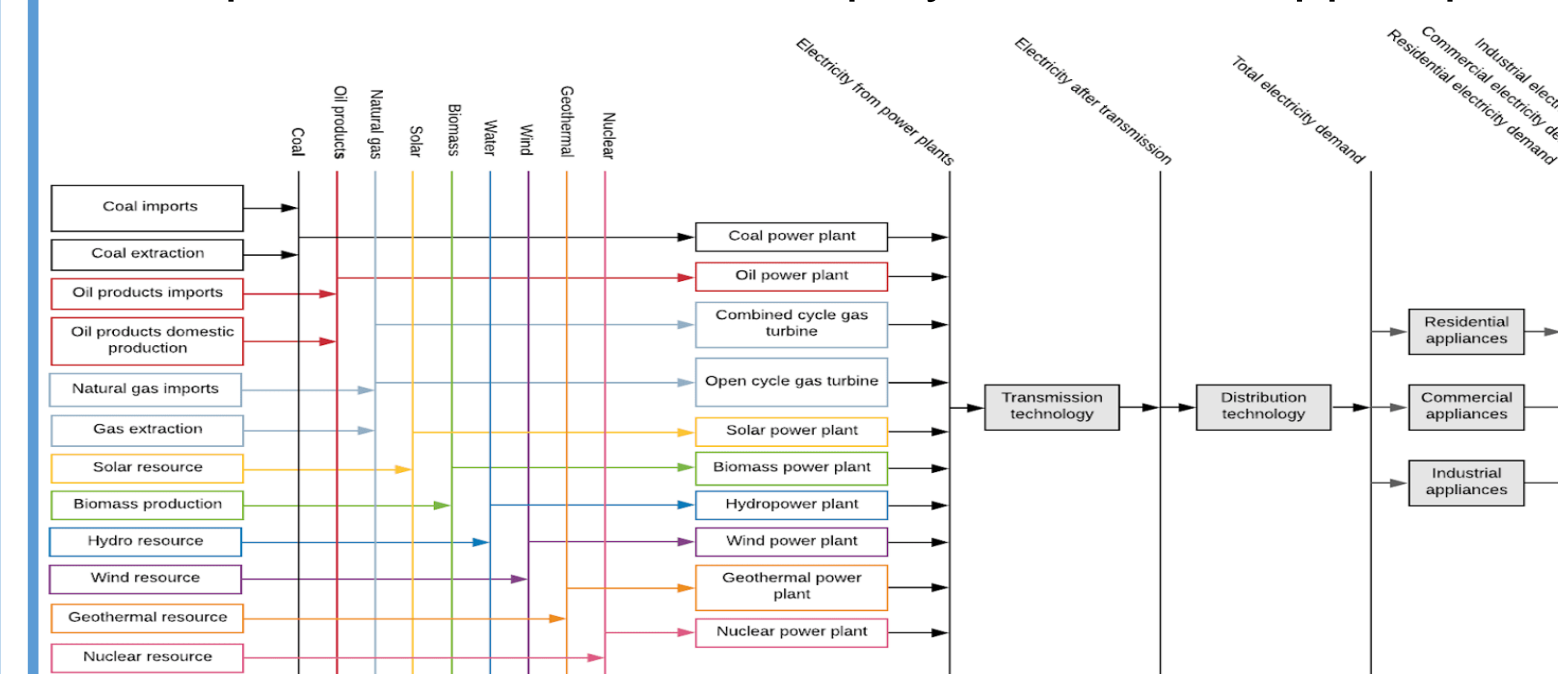 Coal
Oil products
Natural gas
Solar
Biomass
Water
Wind
Geothermal
Nuclear
Electricity from power plants
Electricity after transmission
Total electricity demand
Residential electricity demand
Commercial electricity
Industrial
Coal imports
Coal extraction
Oil products imports
Oil products domestic
production
Natural gas imports
Gas extraction
Solar resource
Biomass production
Hydro resource
Wind resource
Geothermal resource
Nuclear resource
Coal power plant
Oil power plant
Combined cycle gas
turbine
Open cycle gas turbine
Solar power plant
Biomass power plant
Hydropower plant
Wind power plant
Geothermal power
plant
Nuclear power plant
Transmission
technology
Distribution
technology
Residential
appliances
Commercial
appliances
Industrial
appliances